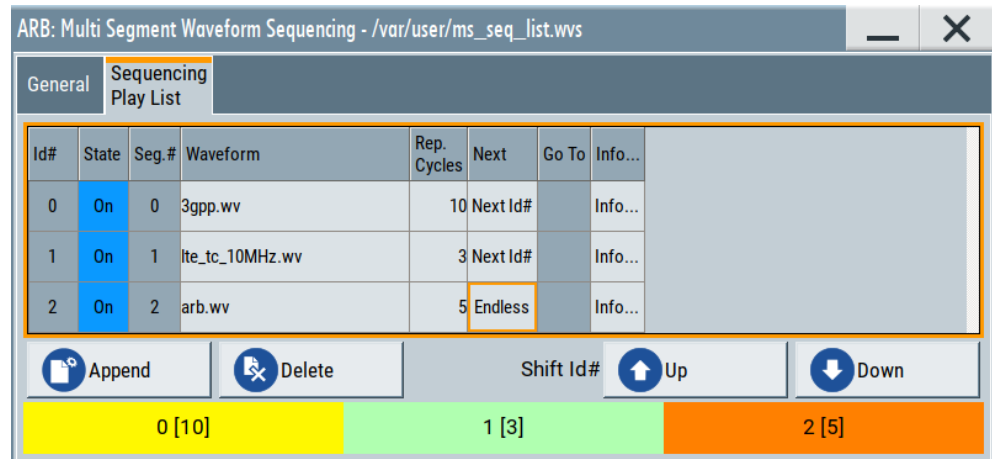 ARB: Multi Segment Waveform Sequencing - /var/user/ms_seq_list.wvs
General
Sequencing
Play List
Id# State Seg.# Waveform Rep. Cycles Next Go To Info...
0 On 0 3gpp.wv 10 Next Id# Info...
1 On 1 lte_tc_10MHz.wv 3 Next Id# Info...
2 On 2 arb.wv 5 Endless Info...
Append Delete Shift Id# Up Down
0 [10] 1 [3] 2 [5]